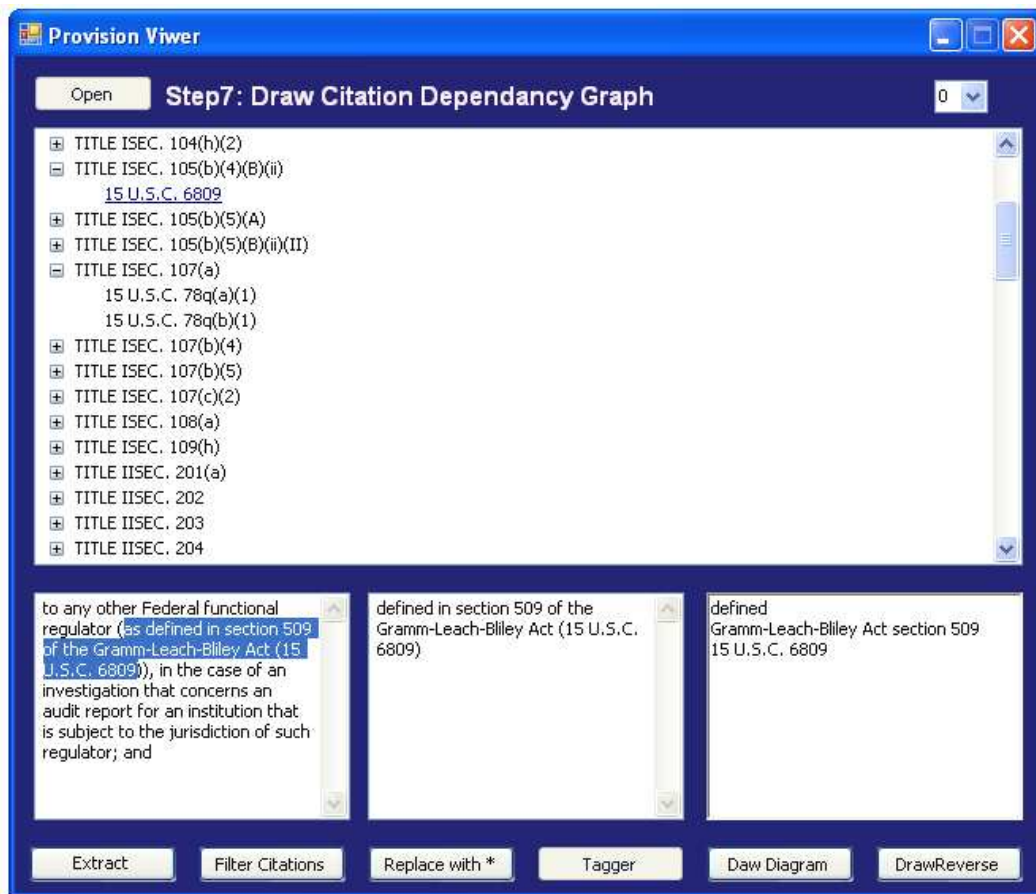 Provision Viwer
Open
Step7: Draw Citation Dependancy Graph
0
TITLE ISEC. 104(h)(2)
TITLE ISEC. 105(b)(4)(B)(ii)
15 U.S.C. 6809
TITLE ISEC. 105(b)(5)(A)
TITLE ISEC. 105(b)(5)(B)(ii)(II)
TITLE ISEC. 107(a)
15 U.S.C. 78q(a)(1)
15 U.S.C. 78q(b)(1)
TITLE ISEC. 107(b)(4)
TITLE ISEC. 107(b)(5)
TITLE ISEC. 107(c)(2)
TITLE ISEC. 108(a)
TITLE ISEC. 109(h)
TITLE IISEC. 201(a)
TITLE IISEC. 202
TITLE IISEC. 203
TITLE IISEC. 204
to any other Federal functional
regulator (as defined in section 509
of the Gramm-Leach-Bliley Act (15
U.S.C. 6809)), in the case of an
investigation that concerns an
audit report for an institution that
is subject to the jurisdiction of such
regulator; and
defined in section 509 of the
Gramm-Leach-Bliley Act (15 U.S.C.
6809)
defined
Gramm-Leach-Bliley Act section 509
15 U.S.C. 6809
Extract
Filter Citations
Replace with *
Tagger
Daw Diagram
DrawReverse